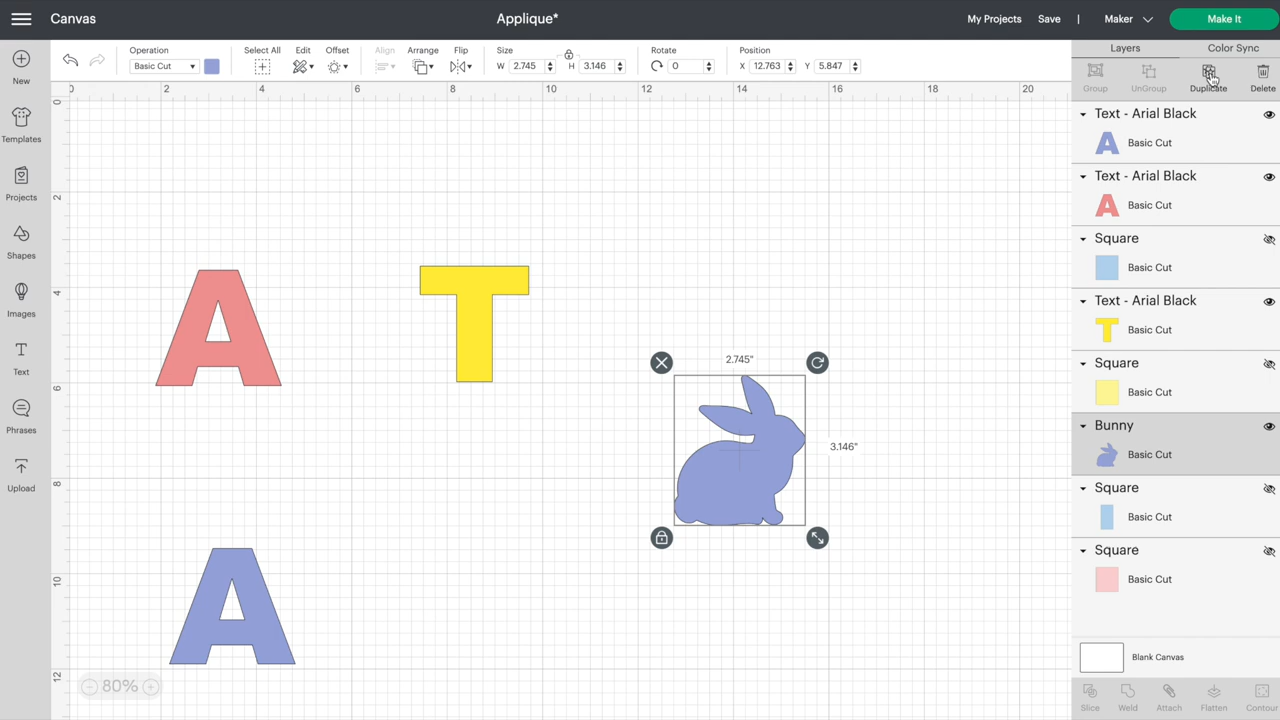 Canvas
Applique*
My Projects
Save
|
Maker
Make It
Operation
Basic Cut
Select All
Edit
Offset
Align
Arrange
Flip
Size
W 2.745
H 3.146
Rotate
0
Position
X 12.763
Y 5.847
Layers
Color Sync
Group
UnGroup
Duplicate
Delete
New
Templates
Projects
Shapes
Images
Text
Phrases
Upload
0 2 4 6 8 10 12 14 16 18 20
0
2
4
6
8
10
12
A
T
2.745"
3.146"
A
80%
Text - Arial Black
A Basic Cut
Text - Arial Black
A Basic Cut
Square
Basic Cut
Text - Arial Black
T Basic Cut
Square
Basic Cut
Bunny
Basic Cut
Square
Basic Cut
Square
Basic Cut
Blank Canvas
Slice
Weld
Attach
Flatten
Contour